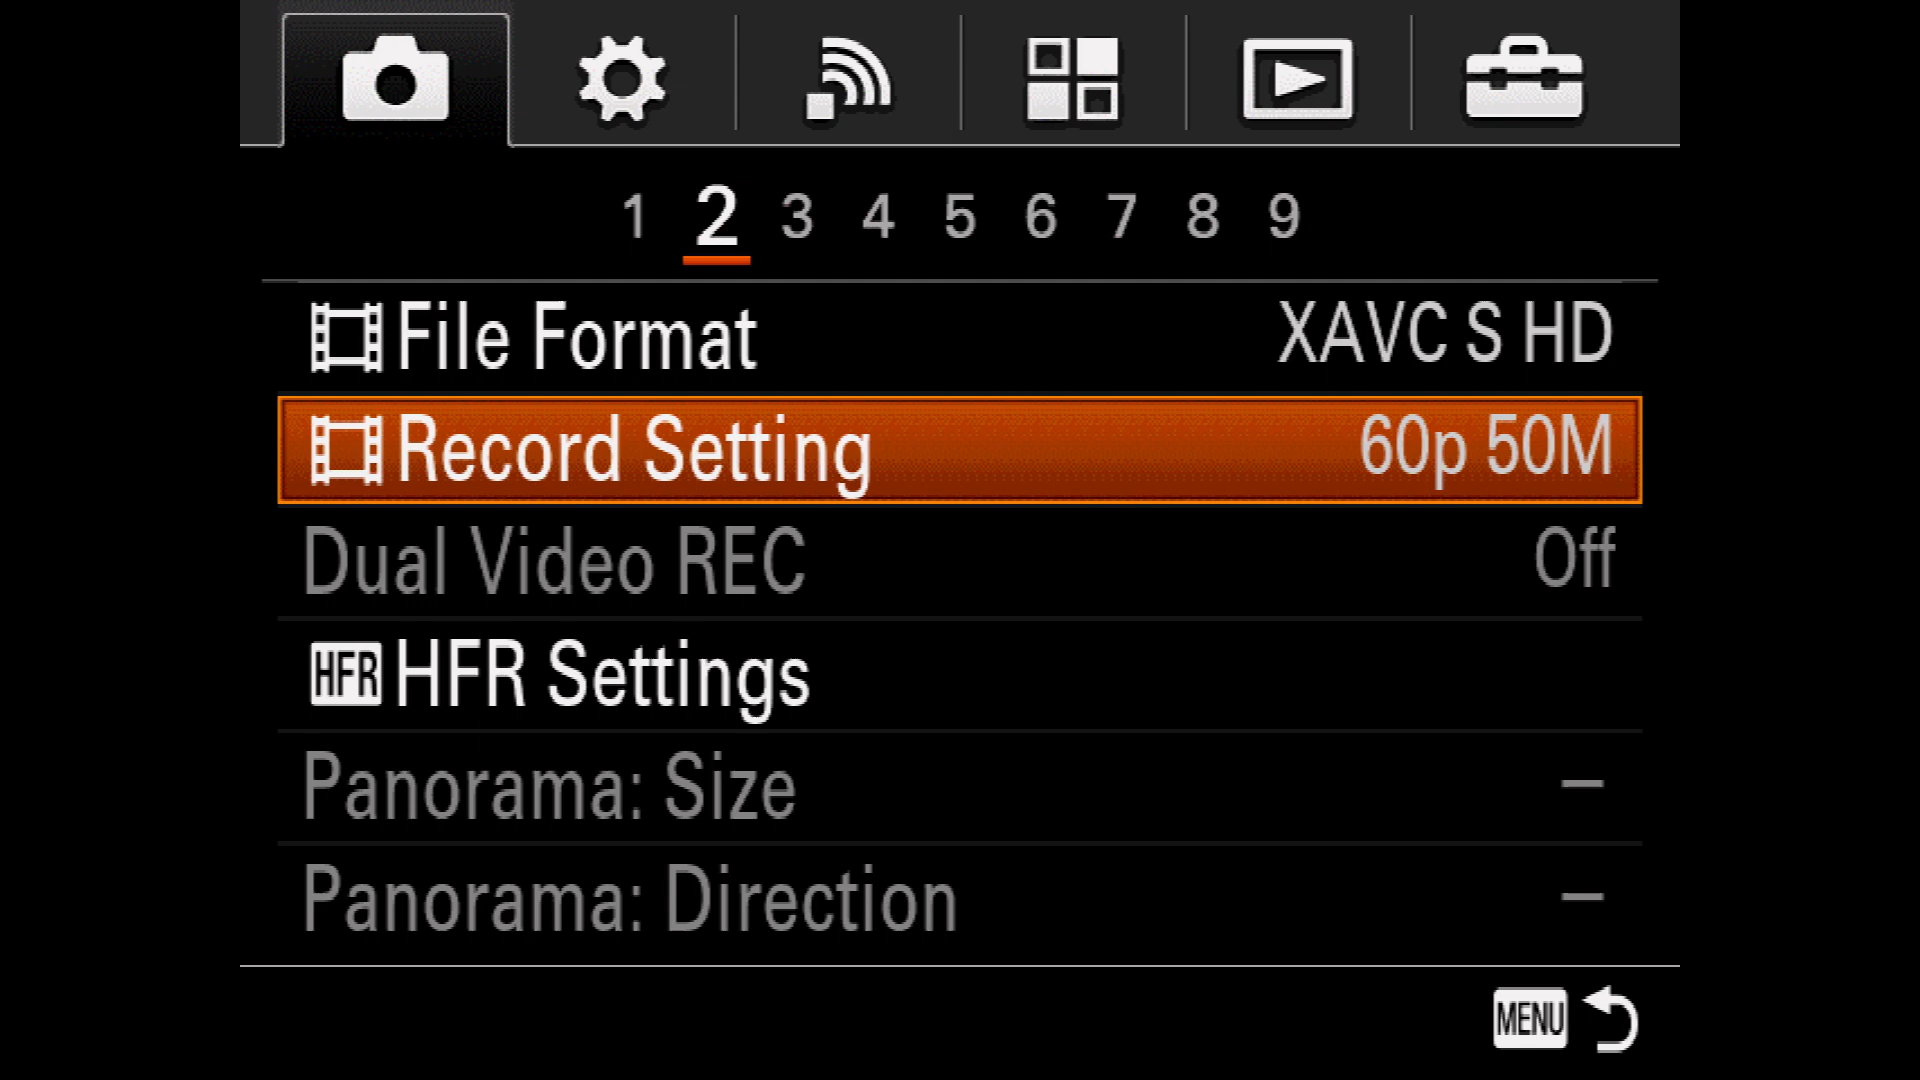 1 2 3 4 5 6 7 8 9
File Format XAVC S HD
Record Setting 60p 50M
Dual Video REC Off
HFR HFR Settings
Panorama: Size –
Panorama: Direction –
MENU